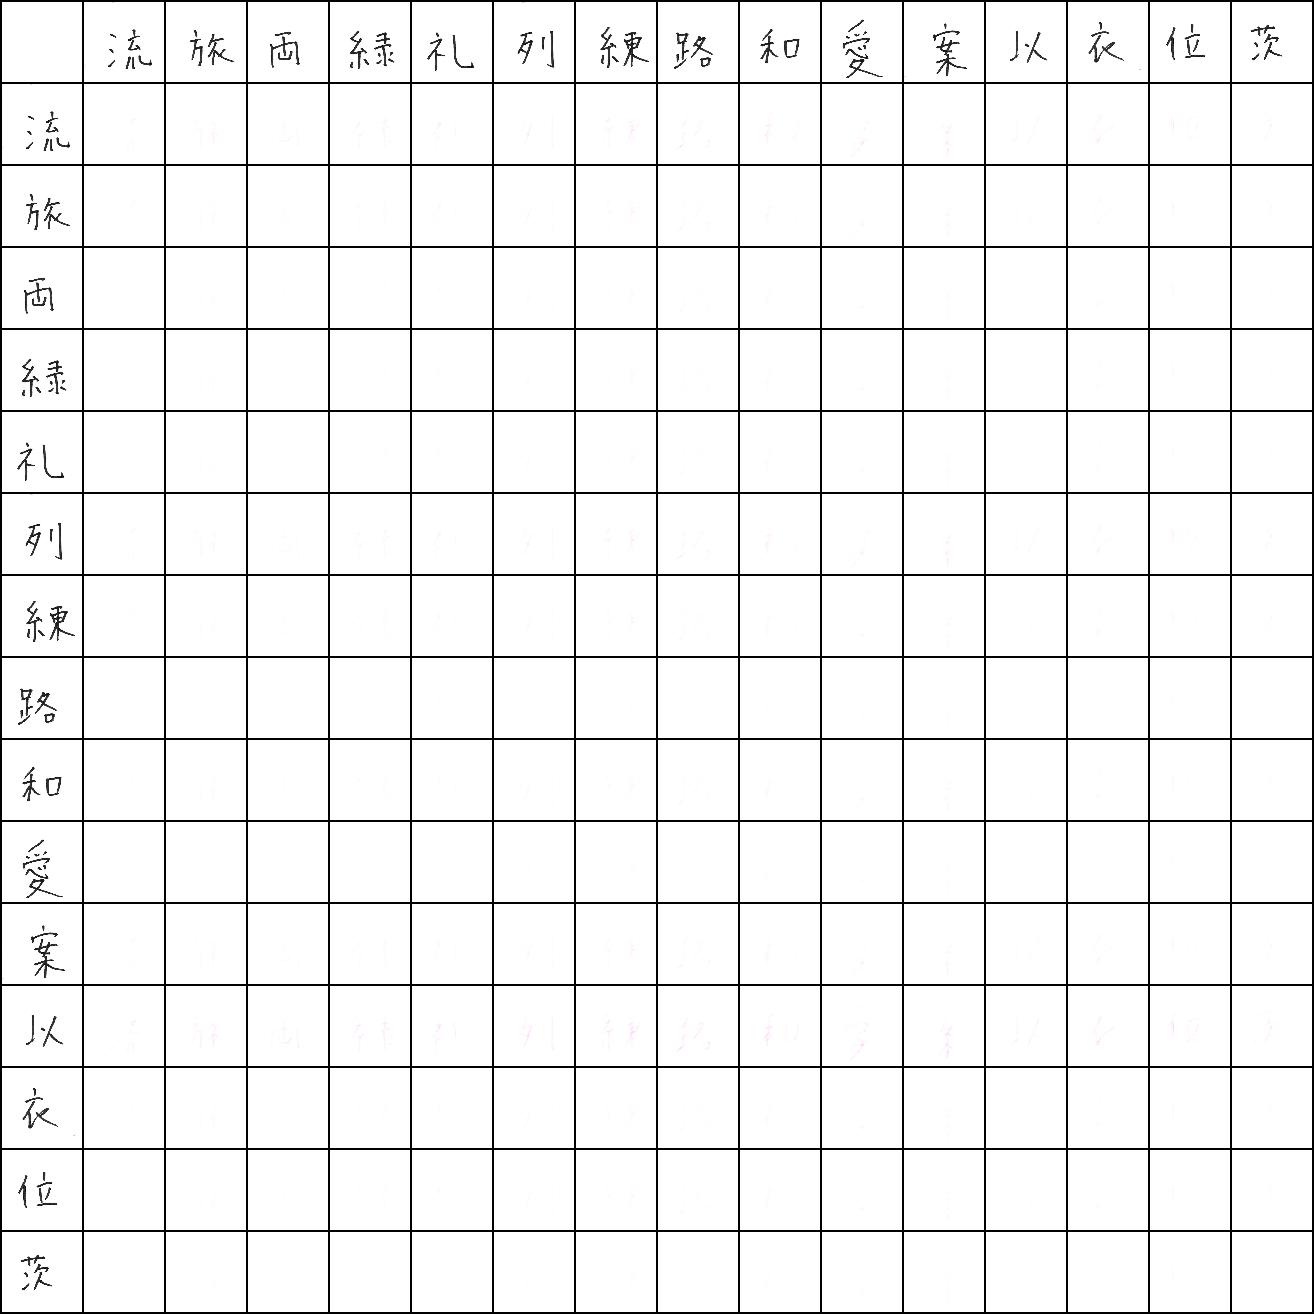 流 旅 両 緑 礼 列 練 路 和 愛 案 以 衣 位 茨
流
旅
両
緑
礼
列
練
路
和
愛
案
以
衣
位
茨